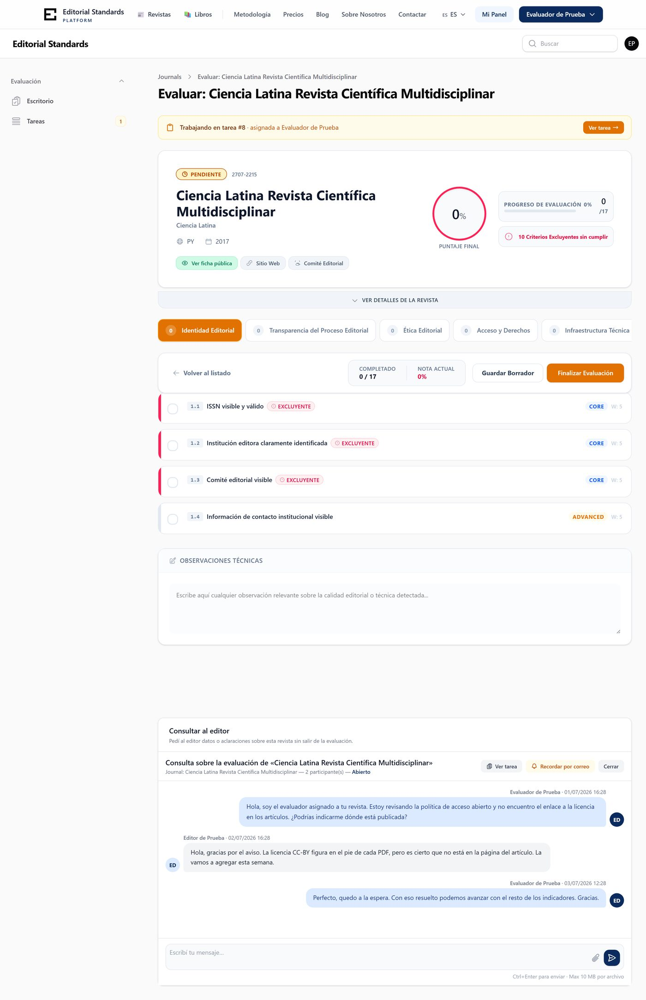 Editorial Standards
PLATFORM
Revistas
Libros
Metodología
Precios
Blog
Sobre Nosotros
Contactar
ES ES
Mi Panel
Evaluador de Prueba
Editorial Standards
Buscar
EP
Evaluación
Escritorio
Tareas
1
Journals
Evaluar: Ciencia Latina Revista Científica Multidisciplinar
Evaluar: Ciencia Latina Revista Científica Multidisciplinar
Trabajando en tarea #8 · asignada a Evaluador de Prueba
Ver tarea →
PENDIENTE
2707-2215
Ciencia Latina Revista Científica
Multidisciplinar
Ciencia Latina
PY
2017
Ver ficha pública
Sitio Web
Comité Editorial
0%
PUNTAJE FINAL
PROGRESO DE EVALUACIÓN 0%
0
/17
10 Criterios Excluyentes sin cumplir
VER DETALLES DE LA REVISTA
0 Identidad Editorial
0 Transparencia del Proceso Editorial
0 Ética Editorial
0 Acceso y Derechos
0 Infraestructura Técnica
← Volver al listado
COMPLETADO
0 / 17
NOTA ACTUAL
0%
Guardar Borrador
Finalizar Evaluación
1.1 ISSN visible y válido EXCLUYENTE CORE W: 5
1.2 Institución editora claramente identificada EXCLUYENTE CORE W: 5
1.3 Comité editorial visible EXCLUYENTE CORE W: 5
1.4 Información de contacto institucional visible ADVANCED W: 5
OBSERVACIONES TÉCNICAS
Escribe aquí cualquier observación relevante sobre la calidad editorial o técnica detectada...
Consultar al editor
Pedí al editor datos o aclaraciones sobre esta revista sin salir de la evaluación.
Consulta sobre la evaluación de «Ciencia Latina Revista Científica Multidisciplinar»
Journal: Ciencia Latina Revista Científica Multidisciplinar — 2 participante(s) — Abierto
Ver tarea
Recordar por correo
Cerrar
Evaluador de Prueba · 01/07/2026 16:28
Hola, soy el evaluador asignado a tu revista. Estoy revisando la política de acceso abierto y no encuentro el enlace a la licencia
en los artículos. ¿Podrías indicarme dónde está publicada?
ED
Editor de Prueba · 02/07/2026 16:28
Hola, gracias por el aviso. La licencia CC-BY figura en el pie de cada PDF, pero es cierto que no está en la página del artículo. La
vamos a agregar esta semana.
ED
Evaluador de Prueba · 03/07/2026 12:28
Perfecto, quedo a la espera. Con eso resuelto podemos avanzar con el resto de los indicadores. Gracias.
ED
Escribí tu mensaje...
Ctrl+Enter para enviar · Max 10 MB por archivo